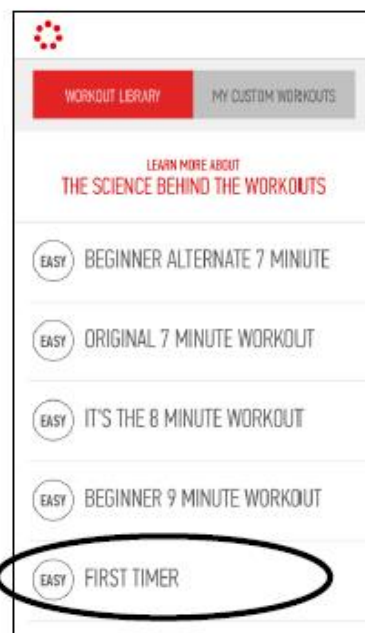 WORKOUT LIBRARY MY CUSTOM WORKOUTS
LEARN MORE ABOUT
THE SCIENCE BEHIND THE WORKOUTS
EASY BEGINNER ALTERNATE 7 MINUTE
EASY ORIGINAL 7 MINUTE WORKOUT
EASY IT'S THE 8 MINUTE WORKOUT
EASY BEGINNER 9 MINUTE WORKOUT
EASY FIRST TIMER